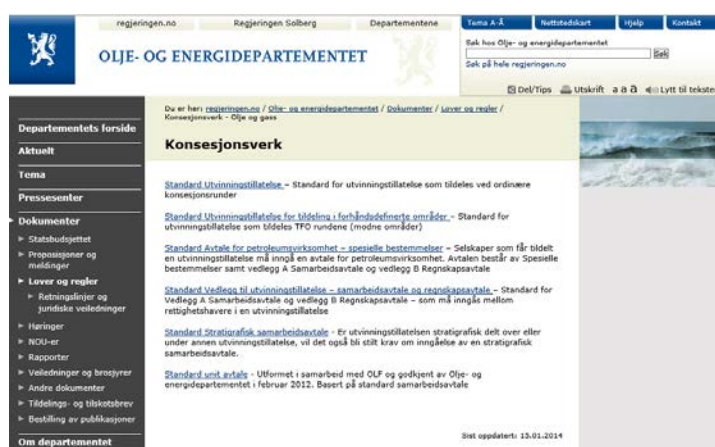 regjeringen.no Regjeringen Solberg Departementene Tema A-Å Nettstedskart Hjelp Kontakt
OLJE- OG ENERGIDEPARTEMENTET
Søk hos Olje- og energidepartementet
Søk
Søk på hele regjeringen.no
Del/Tips Utskrift a a a Lytt til tekste
Du er her: regjeringen.no / Olje- og energidepartementet / Dokumenter / Lover og regler /
Konsesjonsverk - Olje og gass
Konsesjonsverk
Departementets forside
Aktuelt
Tema
Pressesenter
Dokumenter
Statsbudsjettet
Proposisjoner og
meldinger
Lover og regler
Retningslinjer og
juridiske veiledninger
Høringer
NOU-er
Rapporter
Veiledninger og brosjyrer
Andre dokumenter
Tildelings- og tilskotsbrev
Bestilling av publikasjoner
Om departementet
Standard Utvinningstillatelse – Standard for utvinningstillatelse som tildeles ved ordinære
konsesjonsrunder
Standard Utvinningstillatelse for tildeling i forhåndsdefinerte områder – Standard for
utvinningstillatelse som tildeles TFO rundene (modne områder)
Standard Avtale for petroleumsvirksomhet – spesielle bestemmelser – Selskaper som får tildelt
en utvinningstillatelse må inngå en avtale for petroleumsvirksomhet. Avtalen består av Spesielle
bestemmelser samt vedlegg A Samarbeidsavtale og vedlegg B Regnskapsavtale
Standard Vedlegg til utvinningstillatelse – samarbeidsavtale og regnskapsavtale – Standard for
Vedlegg A Samarbeidsavtale og vedlegg B Regnskapsavtale – som må inngås mellom
rettighetshavere i en utvinningstillatelse
Standard Stratigrafisk samarbeidsavtale - Er utvinningstillatelsen stratigrafisk delt over eller
under annen utvinningstillatelse, vil det også bli stilt krav om inngåelse av en stratigrafisk
samarbeidsavtale.
Standard unit avtale - Utformet i samarbeid med OLF og godkjent av Olje- og
energidepartementet i februar 2012. Basert på standard samarbeidsavtale
Sist oppdatert: 15.01.2014